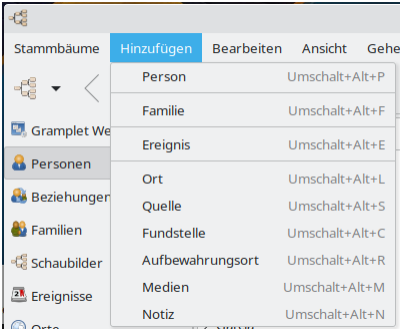 Stammbäume Hinzufügen Bearbeiten Ansicht Gehe
Person Umschalt+Alt+P
Familie Umschalt+Alt+F
Ereignis Umschalt+Alt+E
Ort Umschalt+Alt+L
Quelle Umschalt+Alt+S
Fundstelle Umschalt+Alt+C
Aufbewahrungsort Umschalt+Alt+R
Medien Umschalt+Alt+M
Notiz Umschalt+Alt+N
Gramplet We
Personen
Beziehungen
Familien
Schaubilder
Ereignisse
Orte